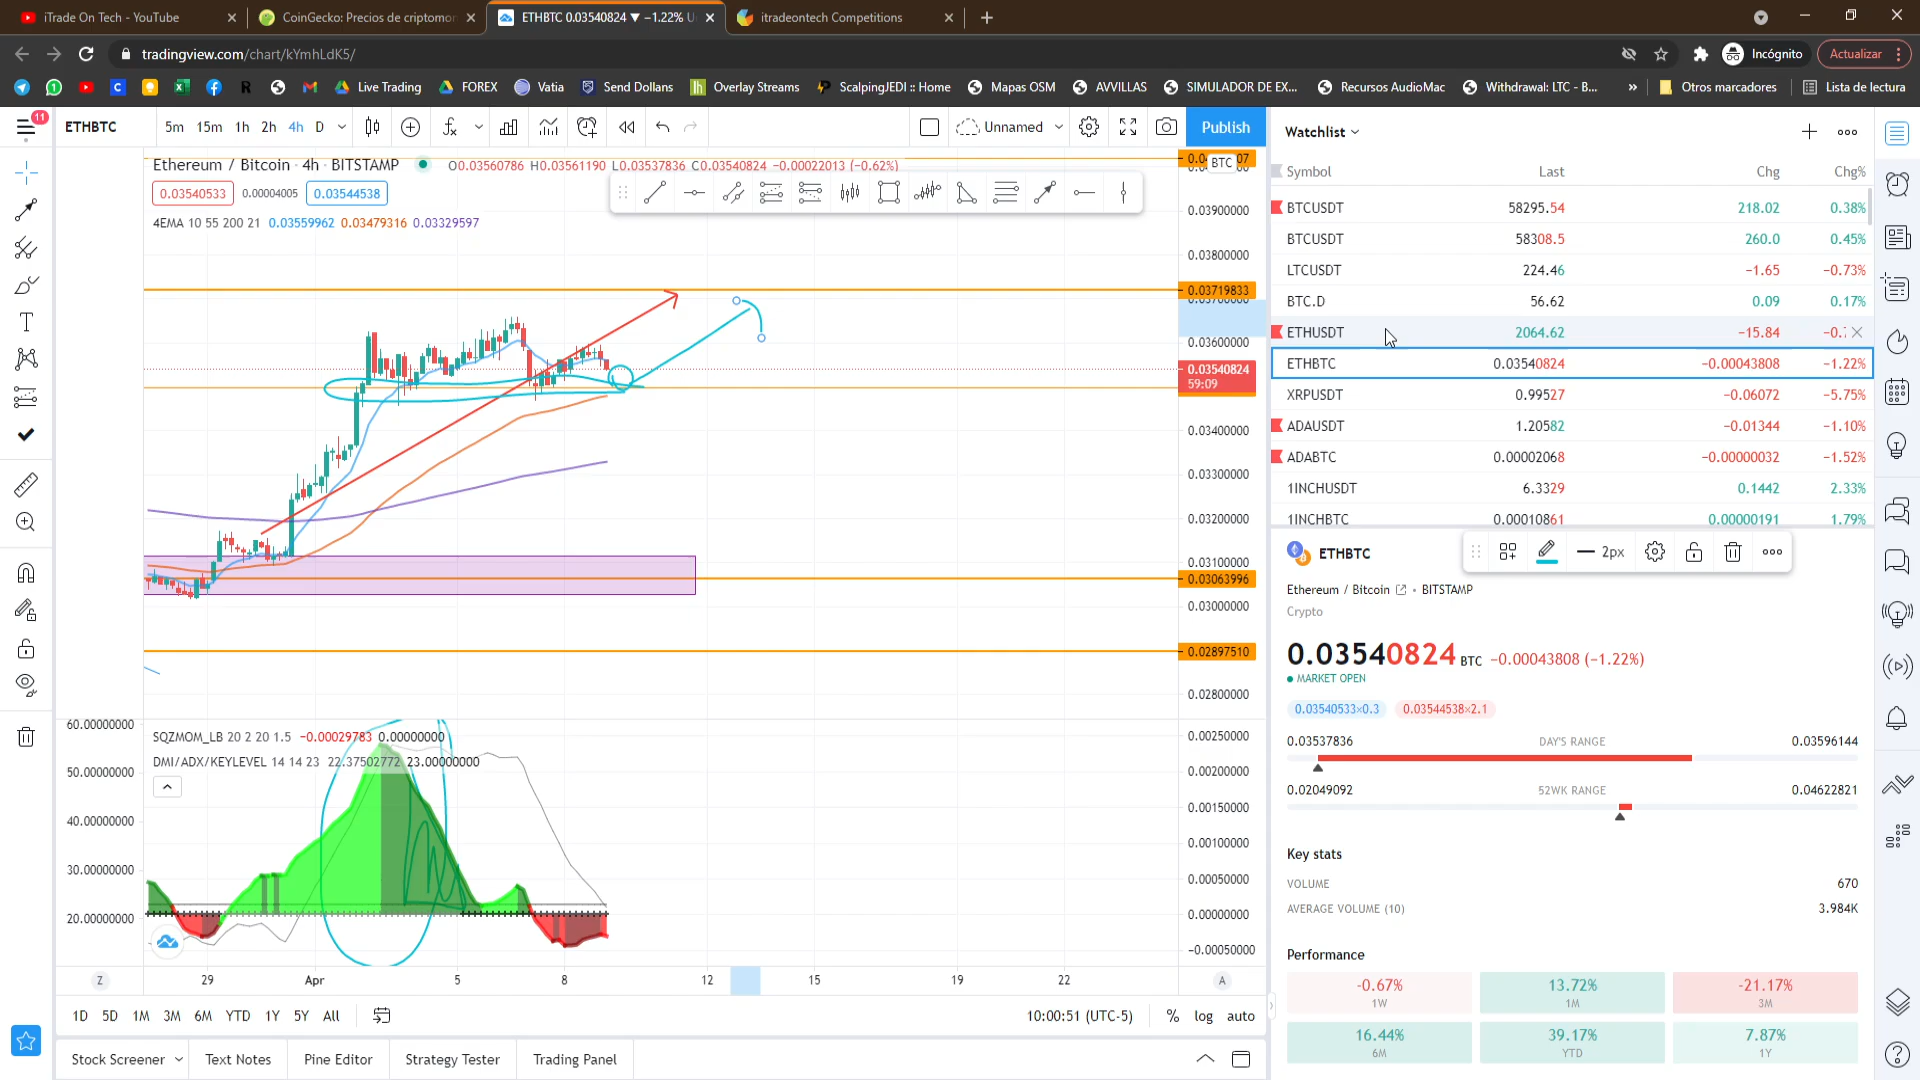 iTrade On Tech - YouTube
CoinGecko: Precios de criptomon
ETHBTC 0.03540824 ▼ −1.22% U
itradeontech Competitions
tradingview.com/chart/kYmhLdK5/
Incógnito
Actualizar
Live Trading
FOREX
Vatia
Send Dollans
Overlay Streams
ScalpingJEDI :: Home
Mapas OSM
AVVILLAS
SIMULADOR DE EX...
Recursos AudioMac
Withdrawal: LTC - B...
»
Otros marcadores
Lista de lectura
11
ETHBTC
5m 15m 1h 2h 4h D
Unnamed
Publish
Ethereum / Bitcoin · 4h · BITSTAMP
O0.03560786 H0.03561190 L0.03537836 C0.03540824 −0.00022013 (−0.62%)
0.03540533 0.00004005 0.03544538
4EMA 10 55 200 21 0.03559962 0.03479316 0.03329597
BTC
0.03900000
0.03800000
0.03719833
0.03600000
0.03540824
59:09
0.03400000
0.03300000
0.03200000
0.03100000
0.03063996
0.03000000
0.02897510
0.02800000
SQZMOM_LB 20 2 20 1.5 −0.00029783 0.00000000
DMI/ADX/KEYLEVEL 14 14 23 22.37502772 23.00000000
60.00000000
50.00000000
40.00000000
30.00000000
20.00000000
0.00250000
0.00200000
0.00150000
0.00100000
0.00050000
0.00000000
−0.00050000
Z 29 Apr 5 8 12 15 19 22 A
1D 5D 1M 3M 6M YTD 1Y 5Y All
10:00:51 (UTC-5) % log auto
Stock Screener Text Notes Pine Editor Strategy Tester Trading Panel
Watchlist
Symbol Last Chg Chg%
BTCUSDT 58295.54 218.02 0.38%
BTCUSDT 58308.5 260.0 0.45%
LTCUSDT 224.46 −1.65 −0.73%
BTC.D 56.62 0.09 0.17%
ETHUSDT 2064.62 −15.84
ETHBTC 0.03540824 −0.00043808 −1.22%
XRPUSDT 0.99527 −0.06072 −5.75%
ADAUSDT 1.20582 −0.01344 −1.10%
ADABTC 0.00002068 −0.00000032 −1.52%
1INCHUSDT 6.3329 0.1442 2.33%
1INCHBTC 0.00010861 0.00000191 1.79%
ETHBTC
2px
Ethereum / Bitcoin • BITSTAMP
Crypto
0.03540824 BTC −0.00043808 (−1.22%)
MARKET OPEN
0.03540533×0.3 0.03544538×2.1
0.03537836 DAY'S RANGE 0.03596144
0.02049092 52WK RANGE 0.04622821
Key stats
VOLUME 670
AVERAGE VOLUME (10) 3.984K
Performance
-0.67% 13.72% -21.17%
1W 1M 3M
16.44% 39.17% 7.87%
6M YTD 1Y